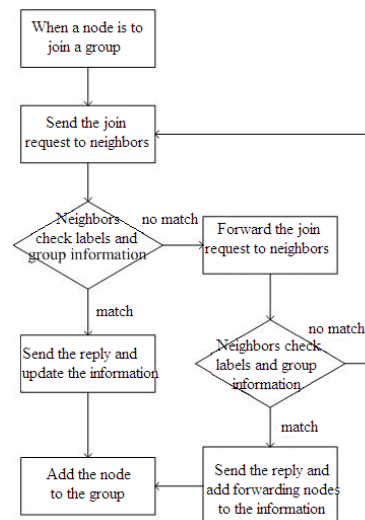 When a node is to
join a group
Send the join
request to neighbors
Neighbors
check labels and
group information
no match
Forward the join
request to neighbors
match
Neighbors check
labels and group
information
no match
Send the reply and
update the information
match
Add the node
to the group
Send the reply and
add forwarding nodes
to the information